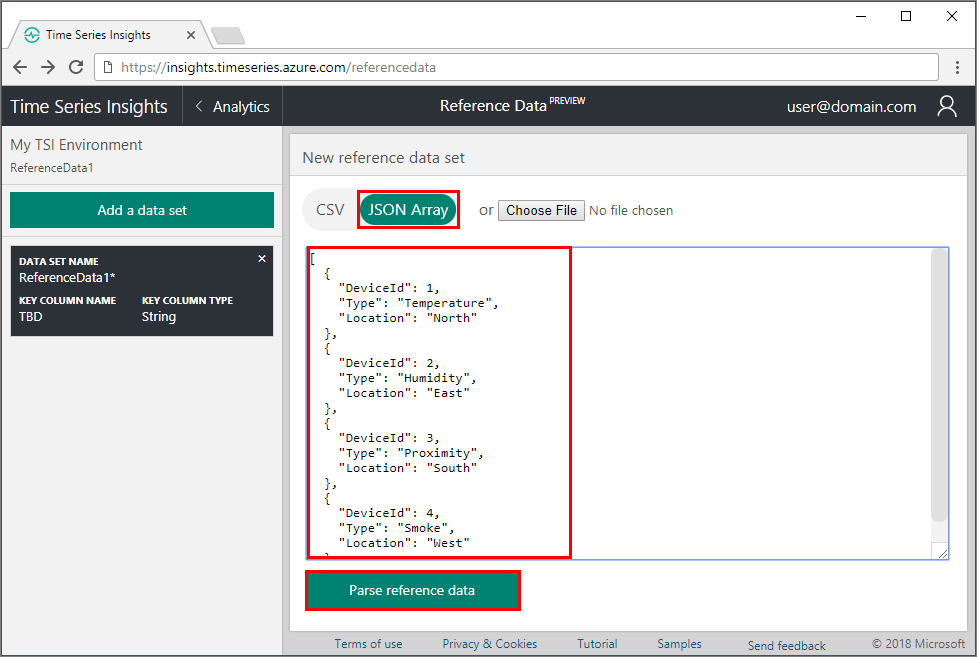 Time Series Insights
https://insights.timeseries.azure.com/referencedata
Time Series Insights
Analytics
Reference Data PREVIEW
user@domain.com
My TSI Environment
ReferenceData1
Add a data set
DATA SET NAME
ReferenceData1*
KEY COLUMN NAME KEY COLUMN TYPE
TBD String
New reference data set
CSV JSON Array or Choose File No file chosen
[
{
"DeviceId": 1,
"Type": "Temperature",
"Location": "North"
},
{
"DeviceId": 2,
"Type": "Humidity",
"Location": "East"
},
{
"DeviceId": 3,
"Type": "Proximity",
"Location": "South"
},
{
"DeviceId": 4,
"Type": "Smoke",
"Location": "West"
Parse reference data
Terms of use Privacy & Cookies Tutorial Samples Send feedback © 2018 Microsoft